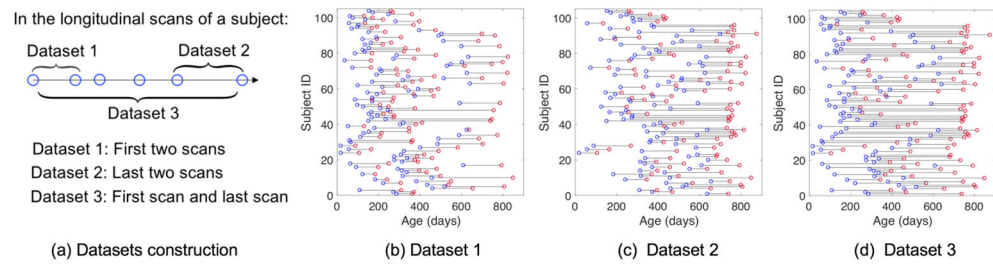 In the longitudinal scans of a subject:
Dataset 1
Dataset 2
Dataset 3
Dataset 1: First two scans
Dataset 2: Last two scans
Dataset 3: First scan and last scan
(a) Datasets construction
Subject ID
100
80
60
40
20
0
0 200 400 600 800
Age (days)
(b) Dataset 1
Subject ID
100
80
60
40
20
0
0 200 400 600 800
Age (days)
(c) Dataset 2
Subject ID
100
80
60
40
20
0
0 200 400 600 800
Age (days)
(d) Dataset 3